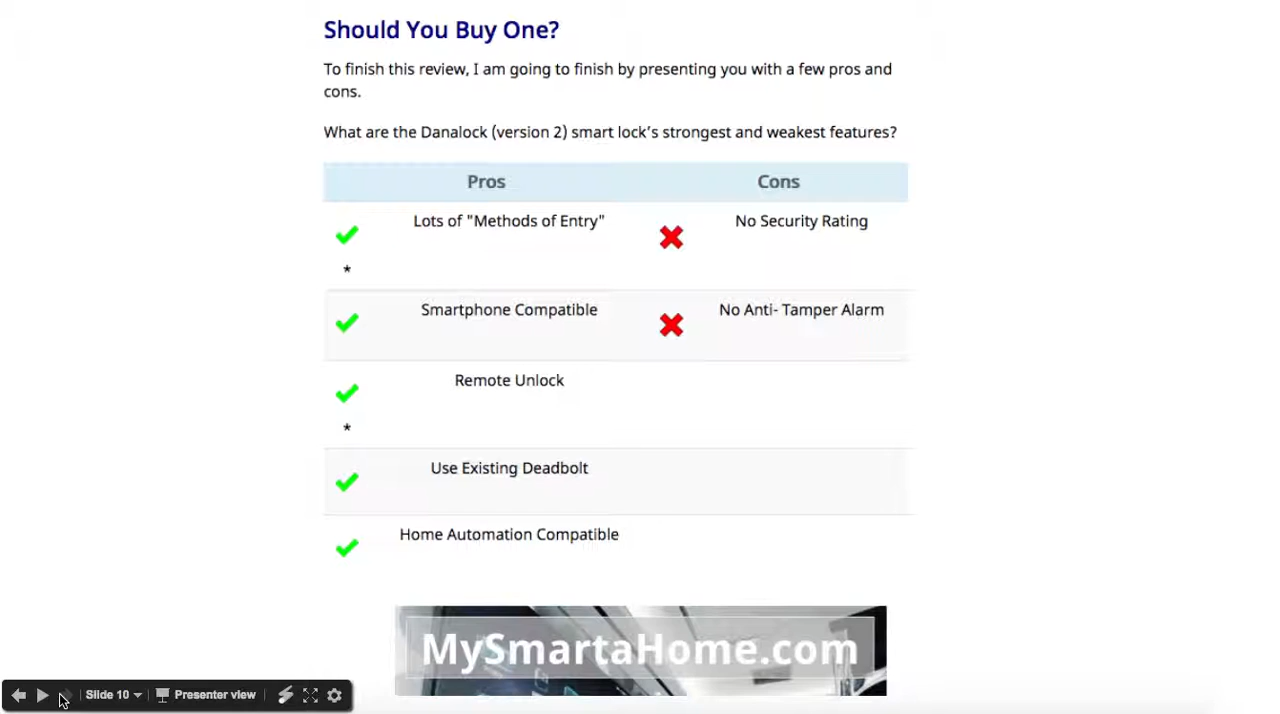 Should You Buy One?
To finish this review, I am going to finish by presenting you with a few pros and
cons.
What are the Danalock (version 2) smart lock's strongest and weakest features?
Pros Cons
Lots of "Methods of Entry" No Security Rating
*
Smartphone Compatible No Anti- Tamper Alarm
Remote Unlock
*
Use Existing Deadbolt
Home Automation Compatible
MySmartaHome.com
Slide 10 Presenter view